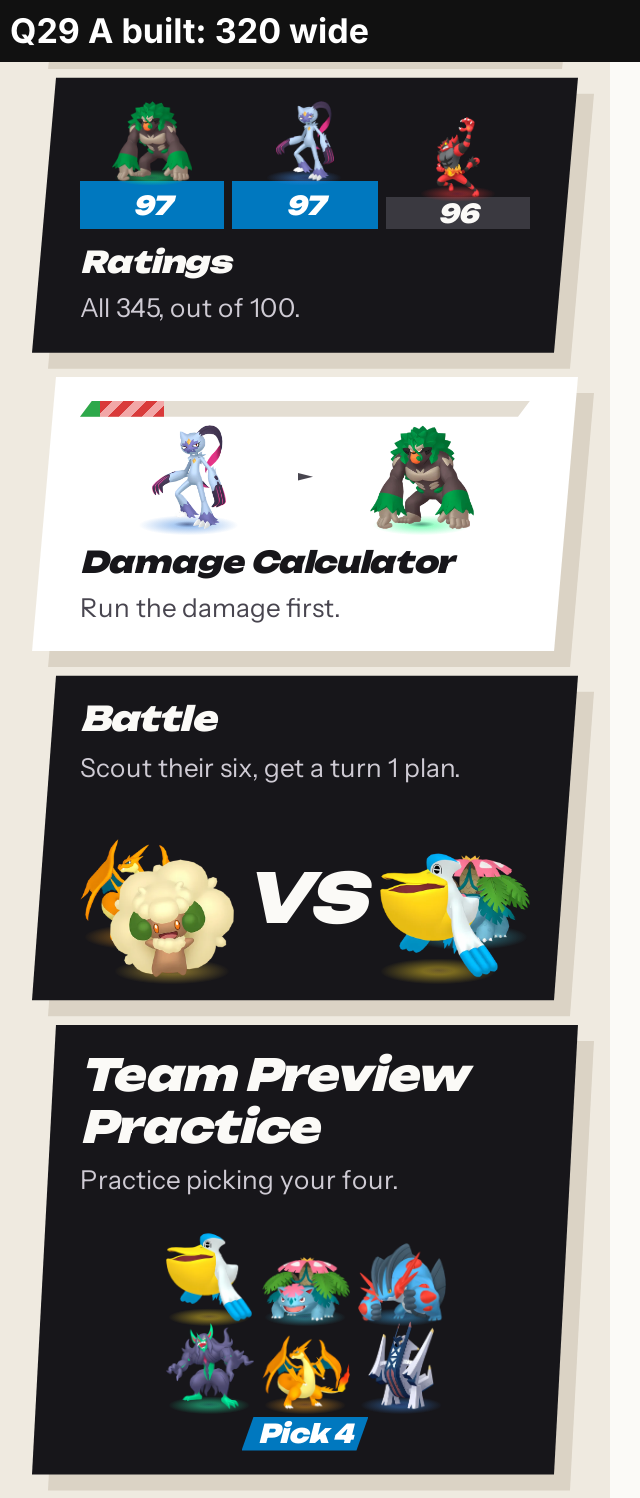 Q29 A built: 320 wide
97 97 96
Ratings
All 345, out of 100.
Damage Calculator
Run the damage first.
Battle
Scout their six, get a turn 1 plan.
VS
Team Preview
Practice
Practice picking your four.
Pick 4